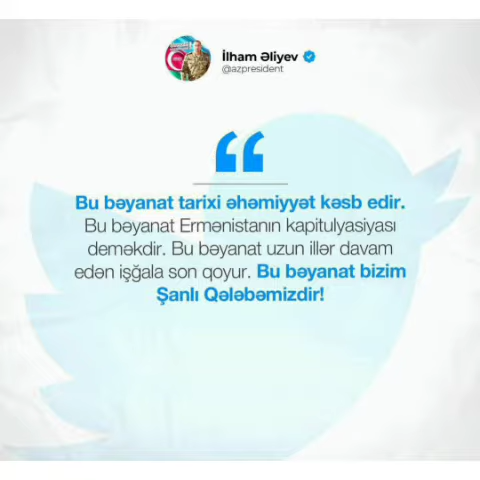 İlham Əliyev
@azpresident
Bu bəyanat tarixi əhəmiyyət kəsb edir.
Bu bəyanat Ermənistanın kapitulyasiyası
deməkdir. Bu bəyanat uzun illər davam
edən işğala son qoyur. Bu bəyanat bizim
Şanlı Qələbəmizdir!